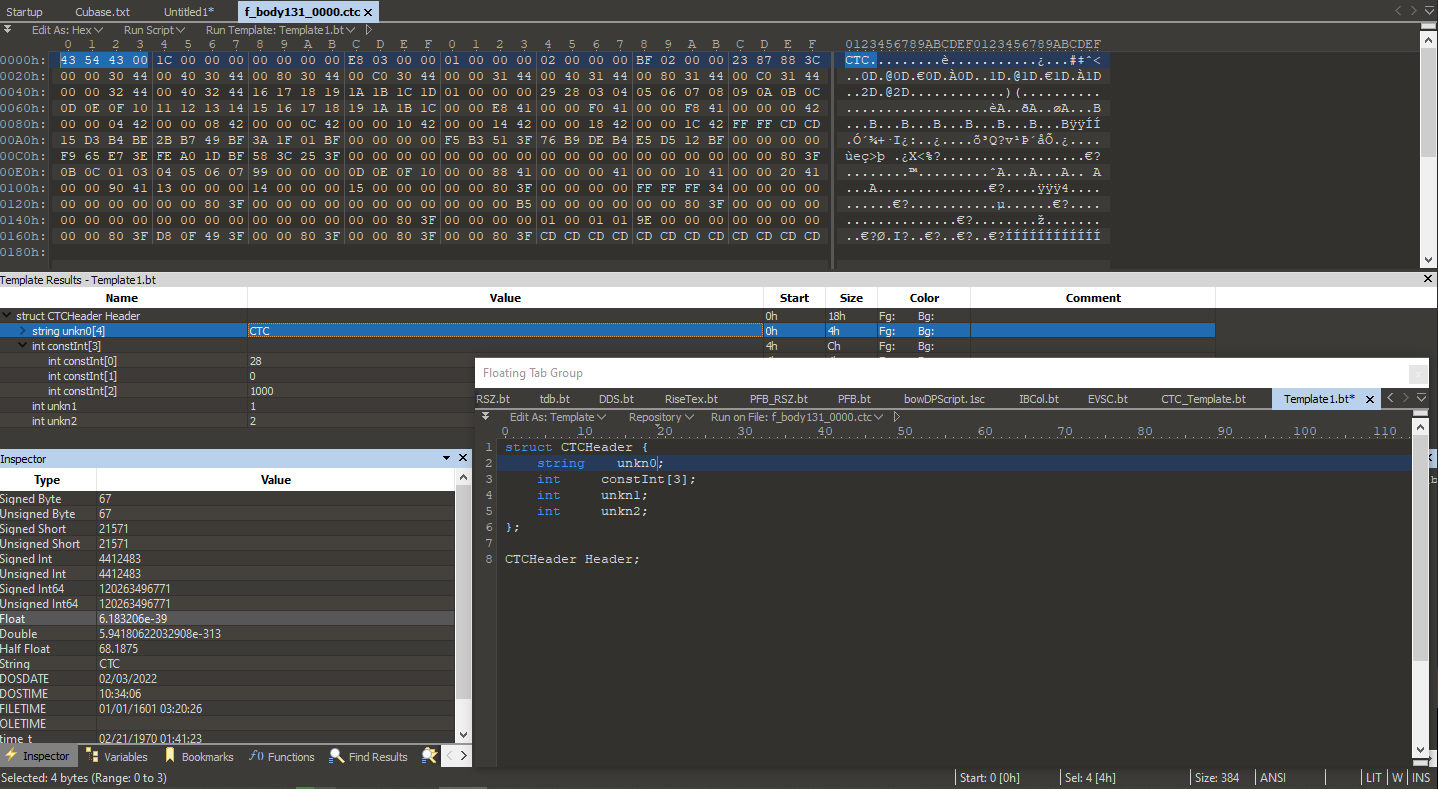 Startup Cubase.txt Untitled1* f_body131_0000.ctc
Edit As: Hex Run Script Run Template: Template1.bt
0 1 2 3 4 5 6 7 8 9 A B C D E F 0 1 2 3 4 5 6 7 8 9 A B C D E F 0123456789ABCDEF0123456789ABCDEF
0000h: 43 54 43 00 1C 00 00 00 00 00 00 00 E8 03 00 00 01 00 00 00 02 00 00 00 BF 02 00 00 23 87 88 3C CTC.........è...........¿...#‡ˆ<
0020h: 00 00 30 44 00 40 30 44 00 80 30 44 00 C0 30 44 00 00 31 44 00 40 31 44 00 80 31 44 00 C0 31 44 ..0D.@0D.€0D.À0D..1D.@1D.€1D.À1D
0040h: 00 00 32 44 00 40 32 44 16 17 18 19 1A 1B 1C 1D 01 00 00 00 29 28 03 04 05 06 07 08 09 0A 0B 0C ..2D.@2D............)(..........
0060h: 0D 0E 0F 10 11 12 13 14 15 16 17 18 19 1A 1B 1C 00 00 E8 41 00 00 F0 41 00 00 F8 41 00 00 00 42 ..................èA..ðA..øA...B
0080h: 00 00 04 42 00 00 08 42 00 00 0C 42 00 00 10 42 00 00 14 42 00 00 18 42 00 00 1C 42 FF FF CD CD ...B...B...B...B...B...B...BÿÿÍÍ
00A0h: 15 D3 B4 BE 2B B7 49 BF 3A 1F 01 BF 00 00 00 00 F5 B3 51 3F 76 B9 DE B4 E5 D5 12 BF 00 00 00 00 .Ó´¾+·I¿:..¿....õ³Q?v¹Þ´åÕ.¿....
00C0h: F9 65 E7 3E FE A0 1D BF 58 3C 25 3F 00 00 00 00 00 00 00 00 00 00 00 00 00 00 00 00 00 00 80 3F ùeç>þ .¿X<%?..................€?
00E0h: 0B 0C 01 03 04 05 06 07 99 00 00 00 0D 0E 0F 10 00 00 88 41 00 00 00 41 00 00 10 41 00 00 20 41 ........™.........ˆA...A...A.. A
0100h: 00 00 90 41 13 00 00 00 14 00 00 00 15 00 00 00 00 00 80 3F 00 00 00 00 FF FF FF FF 34 00 00 00 ...A..............€?....ÿÿÿÿ4...
0120h: 00 00 00 00 00 00 80 3F 00 00 00 00 00 00 00 00 00 00 00 B5 00 00 00 00 00 00 80 3F 00 00 00 00 ......€?...........µ......€?....
0140h: 00 00 00 00 00 00 00 00 00 00 00 00 00 00 80 3F 00 00 00 00 01 00 01 01 9E 00 00 00 00 00 00 00 ..............€?........ž.......
0160h: 00 00 80 3F D8 0F 49 3F 00 00 80 3F 00 00 80 3F 00 00 80 3F CD CD CD CD CD CD CD CD CD CD CD CD ..€?Ø.I?..€?..€?..€?ÍÍÍÍÍÍÍÍÍÍÍÍ
0180h:
Template Results - Template1.bt
Name Value Start Size Color Comment
struct CTCHeader Header 0h 18h Fg: Bg:
string unkn0[4] CTC 0h 4h Fg: Bg:
int constInt[3] 4h Ch Fg: Bg:
int constInt[0] 28
int constInt[1] 0
int constInt[2] 1000
int unkn1 1
int unkn2 2
Floating Tab Group
RSZ.bt tdb.bt DDS.bt RiseTex.bt PFB_RSZ.bt PFB.bt bowDPScript.1sc IBCol.bt EVSC.bt CTC_Template.bt Template1.bt*
Edit As: Template Repository Run on File: f_body131_0000.ctc
0 10 20 30 40 50 60 70 80 90 100 110
1 struct CTCHeader {
2 string unkn0;
3 int constInt[3];
4 int unkn1;
5 int unkn2;
6 };
7
8 CTCHeader Header;
Inspector
Type Value
Signed Byte 67
Unsigned Byte 67
Signed Short 21571
Unsigned Short 21571
Signed Int 4412483
Unsigned Int 4412483
Signed Int64 120263496771
Unsigned Int64 120263496771
Float 6.183206e-39
Double 5.94180622032908e-313
Half Float 68.1875
String CTC
DOSDATE 02/03/2022
DOSTIME 10:34:06
FILETIME 01/01/1601 03:20:26
OLETIME
time_t 02/21/1970 01:41:23
Inspector Variables Bookmarks f() Functions Find Results
Selected: 4 bytes (Range: 0 to 3) Start: 0 [0h] Sel: 4 [4h] Size: 384 ANSI LIT W INS